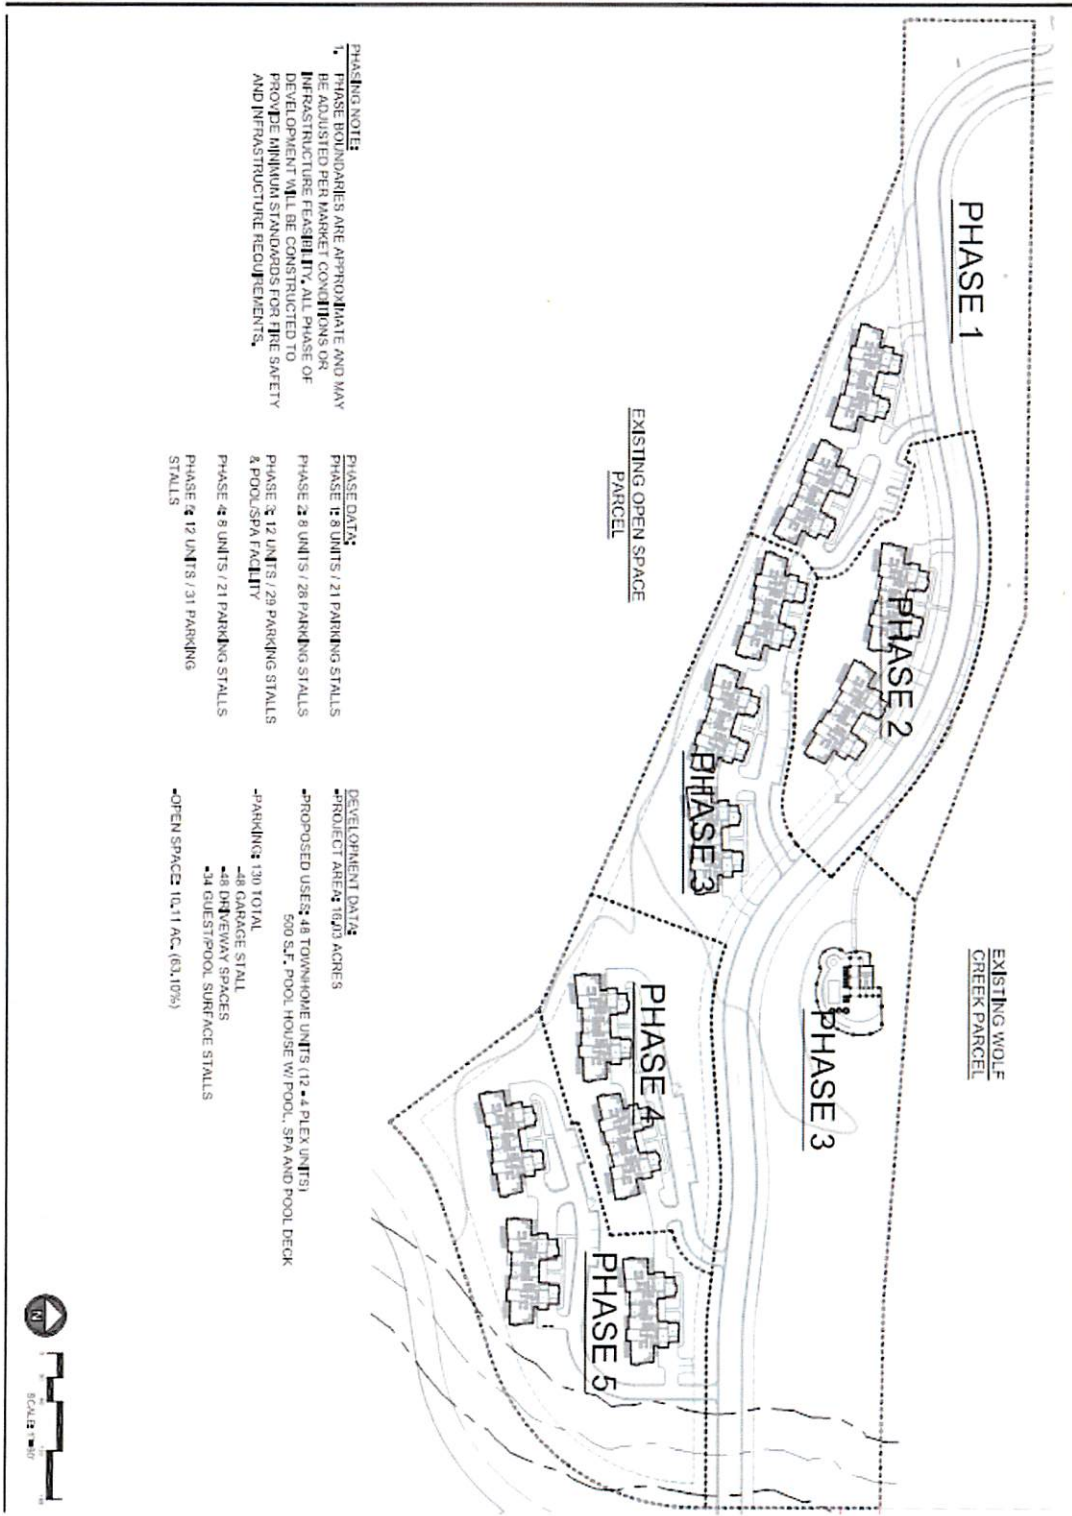 PHASE 1
PHASE 2
PHASE 3
PHASE 3
PHASE 4
PHASE 5
EXISTING WOLF
CREEK PARCEL
EXISTING OPEN SPACE
PARCEL
PHASING NOTE:
1. PHASE BOUNDARIES ARE APPROXIMATE AND MAY
BE ADJUSTED PER MARKET CONDITIONS OR
INFRASTRUCTURE FEASIBILITY. ALL PHASE OF
DEVELOPMENT WILL BE CONSTRUCTED TO
PROVIDE MINIMUM STANDARDS FOR FIRE SAFETY
AND INFRASTRUCTURE REQUIREMENTS.
PHASE DATA:
PHASE 1: 8 UNITS / 21 PARKING STALLS
PHASE 2: 8 UNITS / 28 PARKING STALLS
PHASE 3: 12 UNITS / 29 PARKING STALLS
& POOL/SPA FACILITY
PHASE 4: 8 UNITS / 21 PARKING STALLS
PHASE 5: 12 UNITS / 31 PARKING
STALLS
DEVELOPMENT DATA:
•PROJECT AREA: 16.03 ACRES
•PROPOSED USES: 48 TOWNHOME UNITS (12 - 4 PLEX UNITS)
500 S.F. POOL HOUSE W/ POOL, SPA AND POOL DECK
-PARKING: 130 TOTAL
-48 GARAGE STALL
-48 DRIVEWAY SPACES
-34 GUEST/POOL SURFACE STALLS
•OPEN SPACE: 10.11 AC. (63.10%)
N
SCALE: 1"=90'